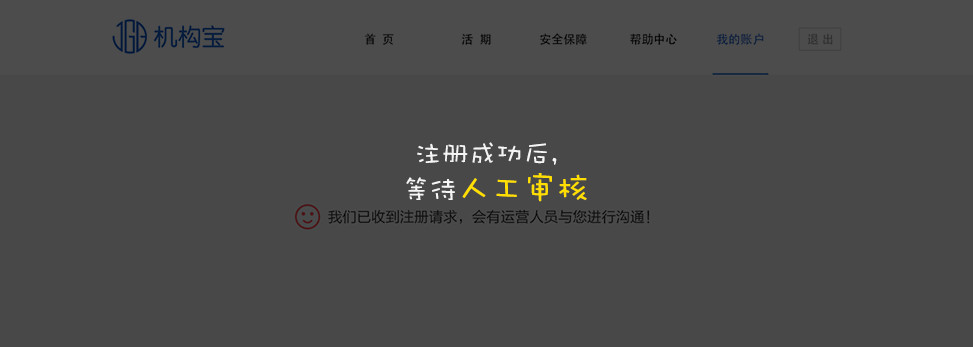 JGB 机构宝 首 页 活 期 安全保障 帮助中心 我的账户 退 出
注册成功后,
等待人工审核
我们已收到注册请求，会有运营人员与您进行沟通！